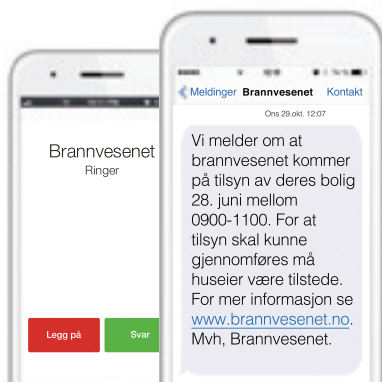 Brannvesenet
Ringer
Legg på
Svar
Meldinger Brannvesenet Kontakt
Ons 29.okt. 12:07
Vi melder om at
brannvesenet kommer
på tilsyn av deres bolig
28. juni mellom
0900-1100. For at
tilsyn skal kunne
gjennomføres må
huseier være tilstede.
For mer informasjon se
www.brannvesenet.no.
Mvh, Brannvesenet.